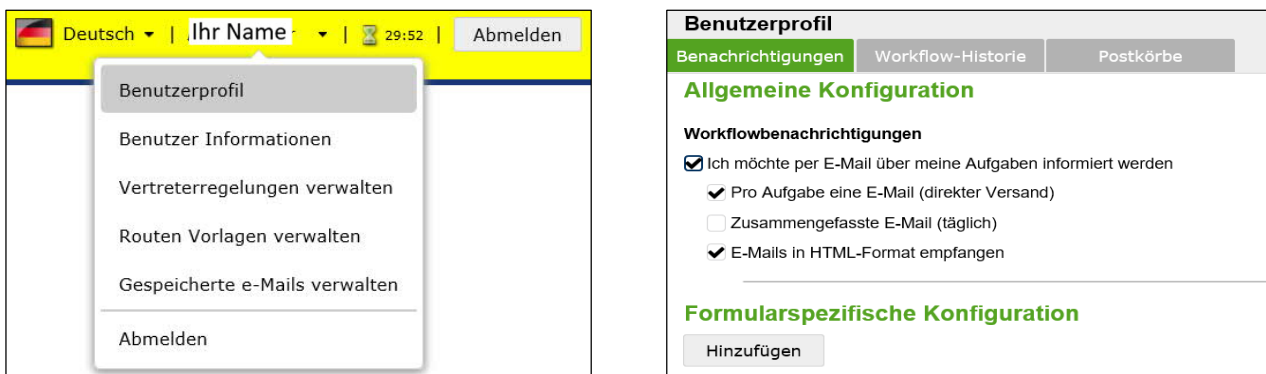 Deutsch | Ihr Name | 29:52 | Abmelden
Benutzerprofil
Benutzer Informationen
Vertreterregelungen verwalten
Routen Vorlagen verwalten
Gespeicherte e-Mails verwalten
Abmelden
Benutzerprofil
Benachrichtigungen Workflow-Historie Postkörbe
Allgemeine Konfiguration
Workflowbenachrichtigungen
Ich möchte per E-Mail über meine Aufgaben informiert werden
Pro Aufgabe eine E-Mail (direkter Versand)
Zusammengefasste E-Mail (täglich)
E-Mails in HTML-Format empfangen
Formularspezifische Konfiguration
Hinzufügen